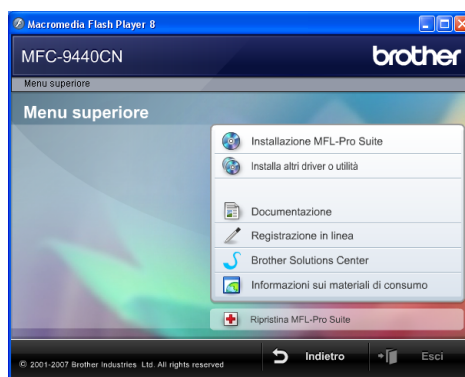 Macromedia Flash Player 8
MFC-9440CN
brother
Menu superiore
Menu superiore
Installazione MFL-Pro Suite
Installa altri driver o utilità
Documentazione
Registrazione in linea
Brother Solutions Center
Informazioni sui materiali di consumo
Ripristina MFL-Pro Suite
© 2001-2007 Brother Industries Ltd. All rights reserved
Indietro
Esci